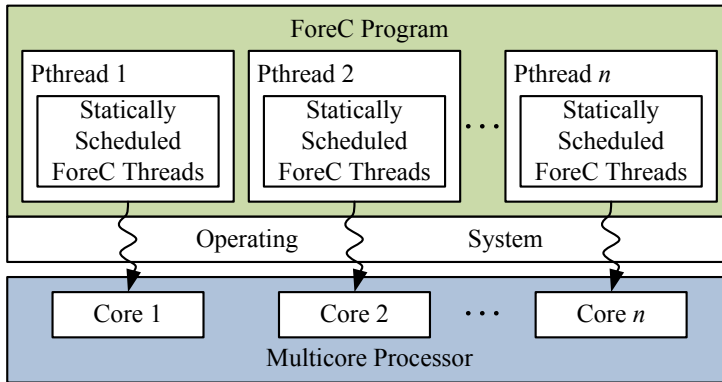 ForeC Program
Pthread 1
Statically
Scheduled
ForeC Threads
Pthread 2
Statically
Scheduled
ForeC Threads
...
Pthread n
Statically
Scheduled
ForeC Threads
Operating System
Core 1
Core 2
...
Core n
Multicore Processor